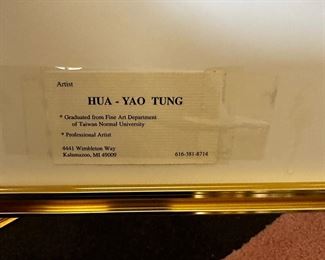 Artist
HUA - YAO TUNG
* Graduated from Fine Art Department
of Taiwan Normal University
* Professional Artist
4441 Wimbleton Way
Kalamazoo, MI 49009 616-381-8714